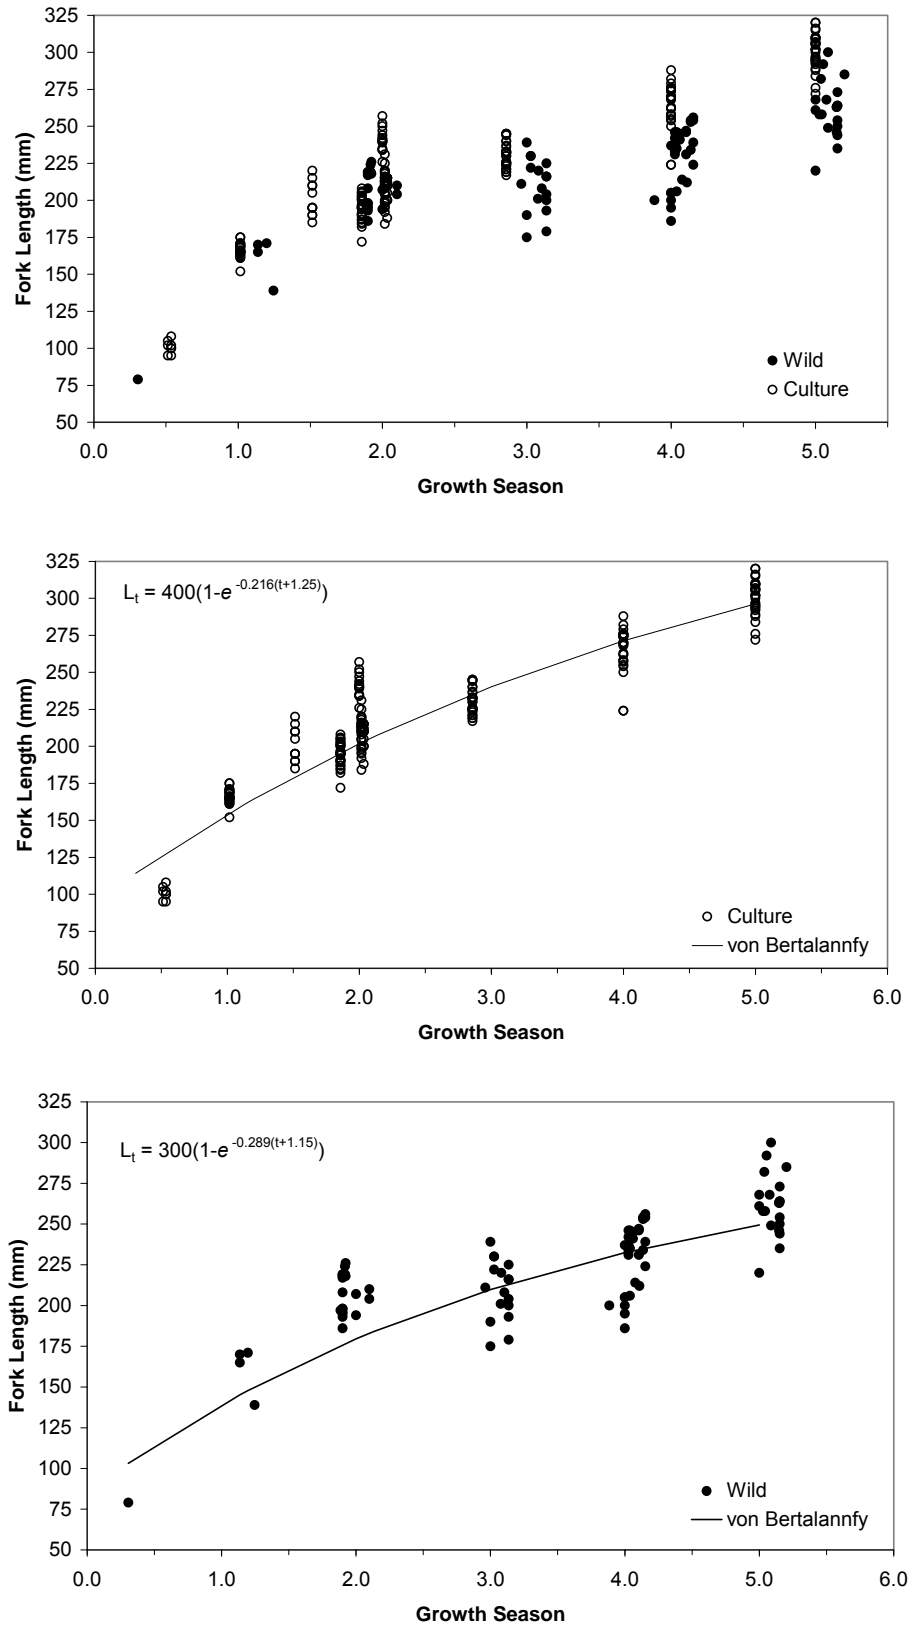 325
300
275
250
225
200
175
150
125
100
75
50
Fork Length (mm)
Wild
Culture
0.0 1.0 2.0 3.0 4.0 5.0
Growth Season
325
300
275
250
225
200
175
150
125
100
75
50
Fork Length (mm)
Lt = 400(1-e -0.216(t+1.25))
Culture
von Bertalannfy
0.0 1.0 2.0 3.0 4.0 5.0 6.0
Growth Season
325
300
275
250
225
200
175
150
125
100
75
50
Fork Length (mm)
Lt = 300(1-e -0.289(t+1.15))
Wild
von Bertalannfy
0.0 1.0 2.0 3.0 4.0 5.0 6.0
Growth Season